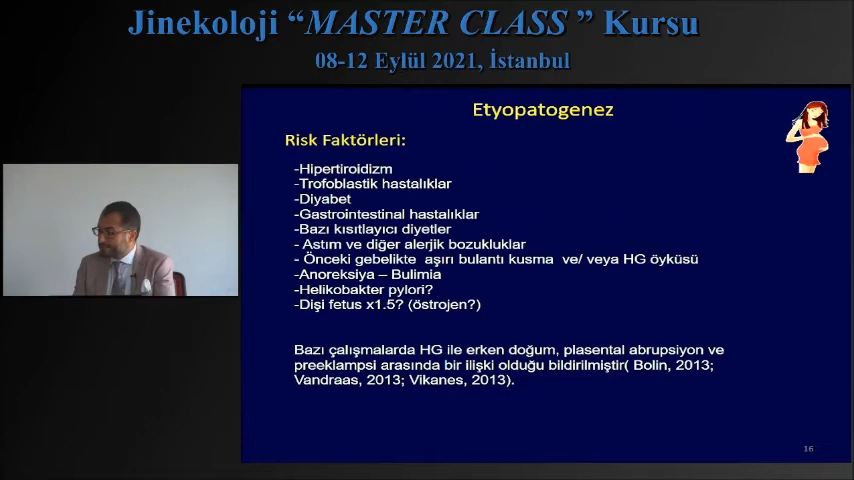 Jinekoloji “MASTER CLASS ” Kursu
08-12 Eylül 2021, İstanbul
Etyopatogenez
Risk Faktörleri:
-Hipertiroidizm
-Trofoblastik hastalıklar
-Diyabet
-Gastrointestinal hastalıklar
-Bazı kısıtlayıcı diyetler
- Astım ve diğer alerjik bozukluklar
- Önceki gebelikte aşırı bulantı kusma ve/ veya HG öyküsü
-Anoreksiya – Bulimia
-Helikobakter pylori?
-Dişi fetus x1.5? (östrojen?)
Bazı çalışmalarda HG ile erken doğum, plasental abrupsiyon ve
preeklampsi arasında bir ilişki olduğu bildirilmiştir( Bolin, 2013;
Vandraas, 2013; Vikanes, 2013).
16